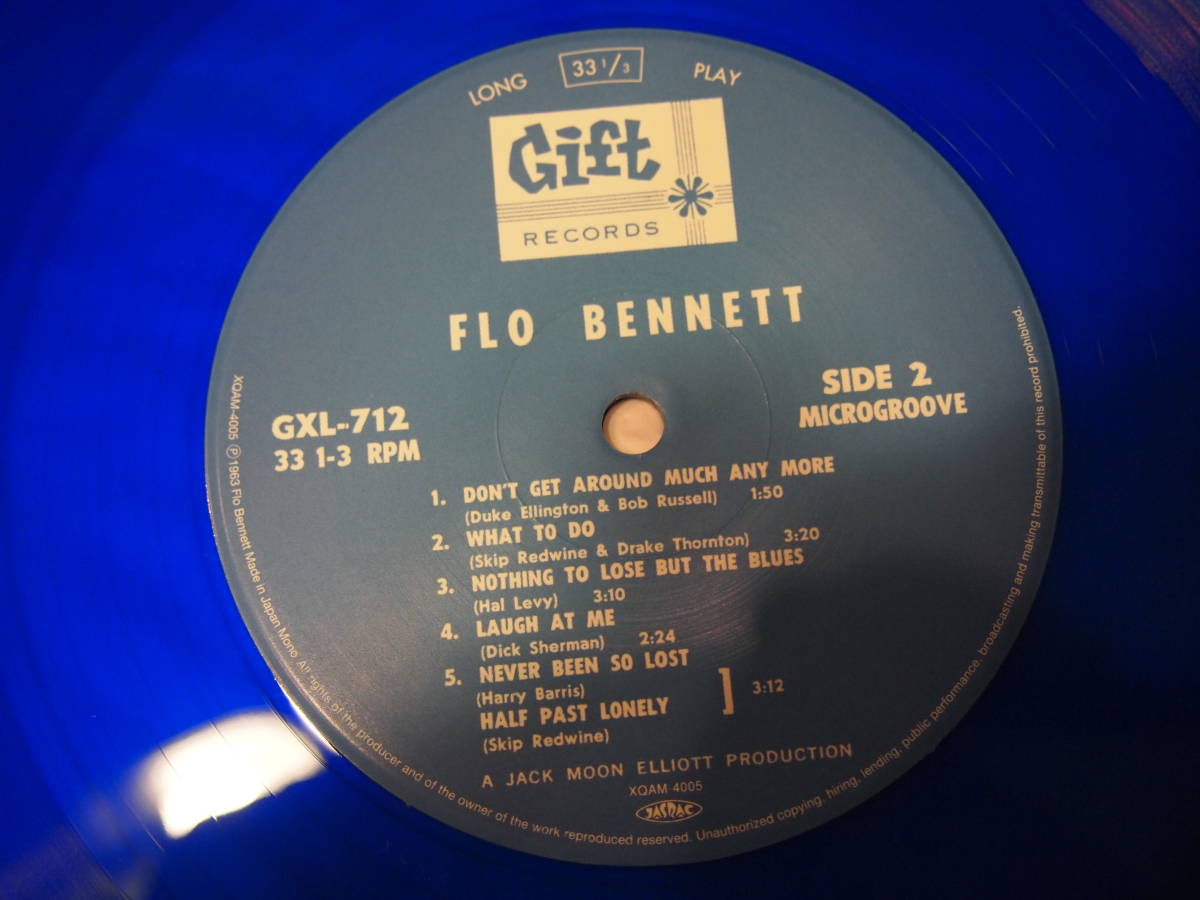 LONG 33 1/3 PLAY
Gift
RECORDS
FLO BENNETT
GXL-712
33 1-3 RPM
SIDE 2
MICROGROOVE
1. DON'T GET AROUND MUCH ANY MORE
(Duke Ellington & Bob Russell) 1:50
2. WHAT TO DO
(Skip Redwine & Drake Thornton) 3:20
3. NOTHING TO LOSE BUT THE BLUES
(Hal Levy) 3:10
4. LAUGH AT ME
(Dick Sherman) 2:24
5. NEVER BEEN SO LOST
(Harry Barris)
HALF PAST LONELY ] 3:12
(Skip Redwine)
A JACK MOON ELLIOTT PRODUCTION
XQAM-4005
JASRAC
XQAM-4005 ℗ 1963 Flo Bennett Made in Japan Mono. All rights of the producer and of the owner of the work reproduced reserved. Unauthorized copying, hiring, lending, public performance, broadcasting and making transmittable of this record prohibited.